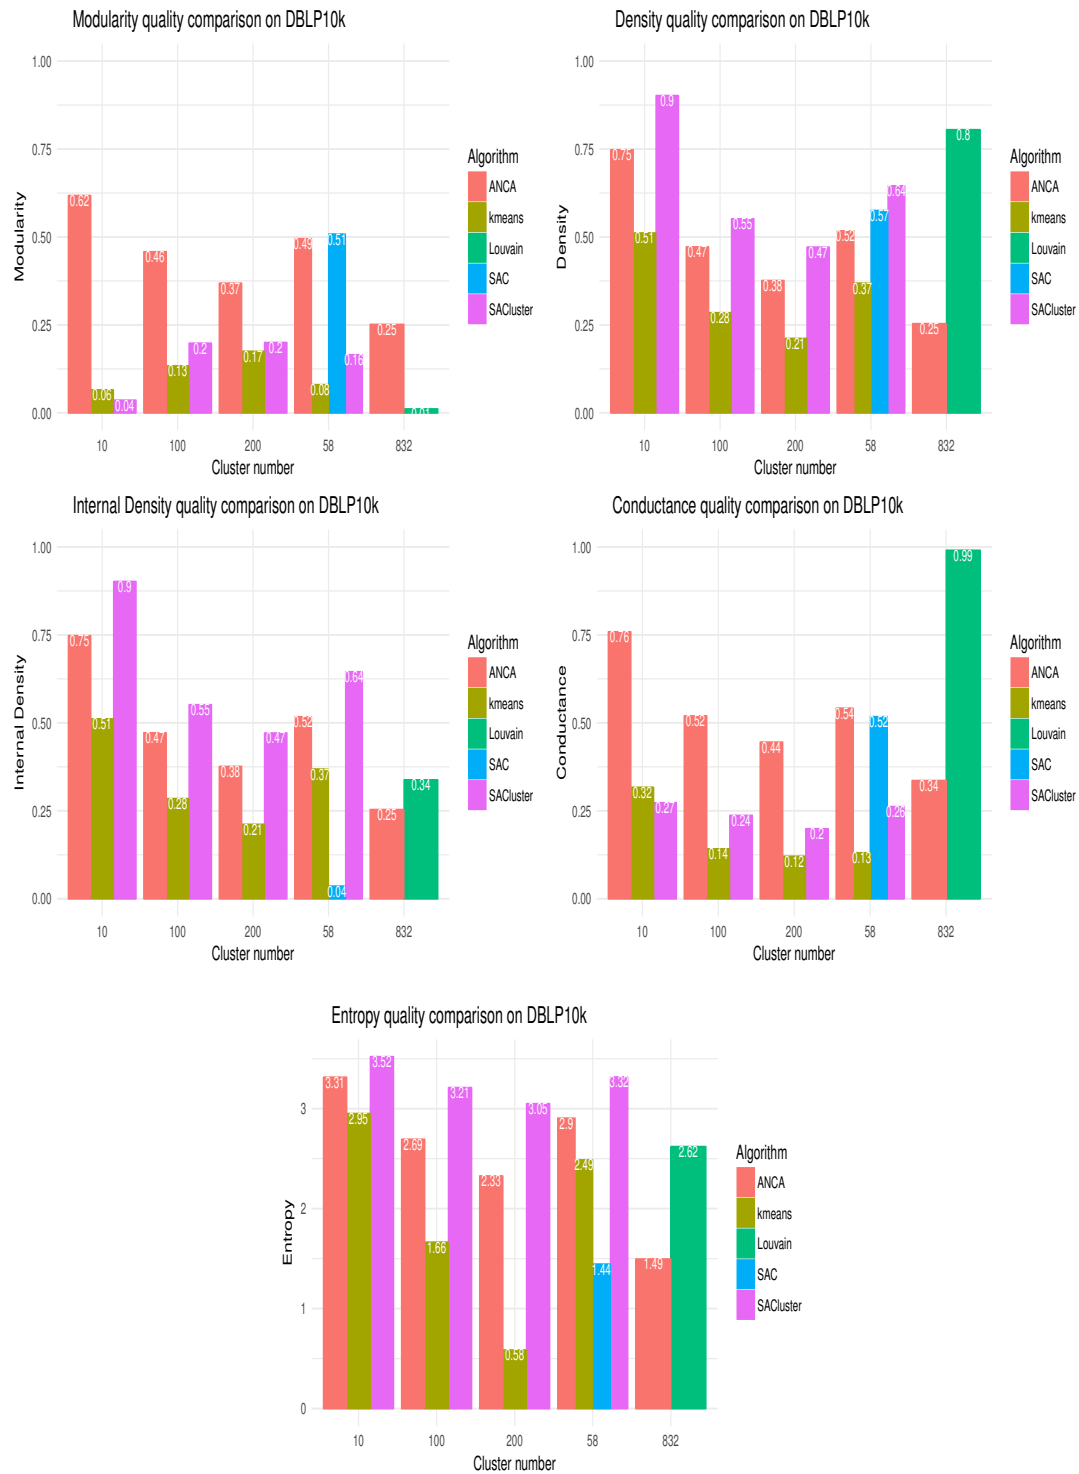 Modularity quality comparison on DBLP10k
1.00
0.75
0.50
0.25
0.00
Modularity
0.62
0.06
0.04
0.46
0.13
0.2
0.37
0.17
0.2
0.49
0.08
0.51
0.16
0.25
0.01
10
100
200
58
832
Cluster number
Algorithm
ANCA
kmeans
Louvain
SAC
SACluster
Density quality comparison on DBLP10k
1.00
0.75
0.50
0.25
0.00
Density
0.75
0.51
0.9
0.47
0.28
0.55
0.38
0.21
0.47
0.52
0.37
0.57
0.64
0.25
0.8
10
100
200
58
832
Cluster number
Algorithm
ANCA
kmeans
Louvain
SAC
SACluster
Internal Density quality comparison on DBLP10k
1.00
0.75
0.50
0.25
0.00
Internal Density
0.75
0.51
0.9
0.47
0.28
0.55
0.38
0.21
0.47
0.52
0.37
0.04
0.64
0.25
0.34
10
100
200
58
832
Cluster number
Algorithm
ANCA
kmeans
Louvain
SAC
SACluster
Conductance quality comparison on DBLP10k
1.00
0.75
0.50
0.25
0.00
Conductance
0.76
0.32
0.27
0.52
0.14
0.24
0.44
0.12
0.2
0.54
0.13
0.52
0.26
0.34
0.99
10
100
200
58
832
Cluster number
Algorithm
ANCA
kmeans
Louvain
SAC
SACluster
Entropy quality comparison on DBLP10k
3
2
1
0
Entropy
3.31
2.95
3.52
2.69
1.66
3.21
2.33
0.58
3.05
2.9
2.49
1.44
3.32
1.49
2.62
10
100
200
58
832
Cluster number
Algorithm
ANCA
kmeans
Louvain
SAC
SACluster